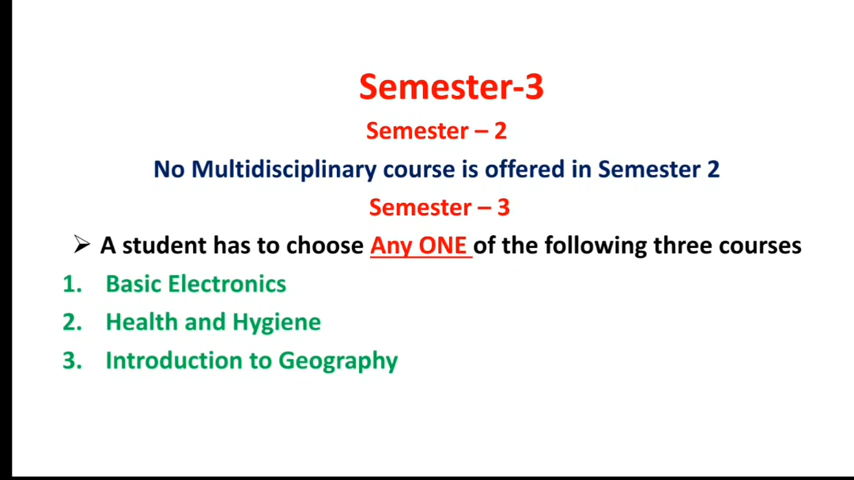 Semester-3
Semester – 2
No Multidisciplinary course is offered in Semester 2
Semester – 3
➢ A student has to choose Any ONE of the following three courses
1. Basic Electronics
2. Health and Hygiene
3. Introduction to Geography